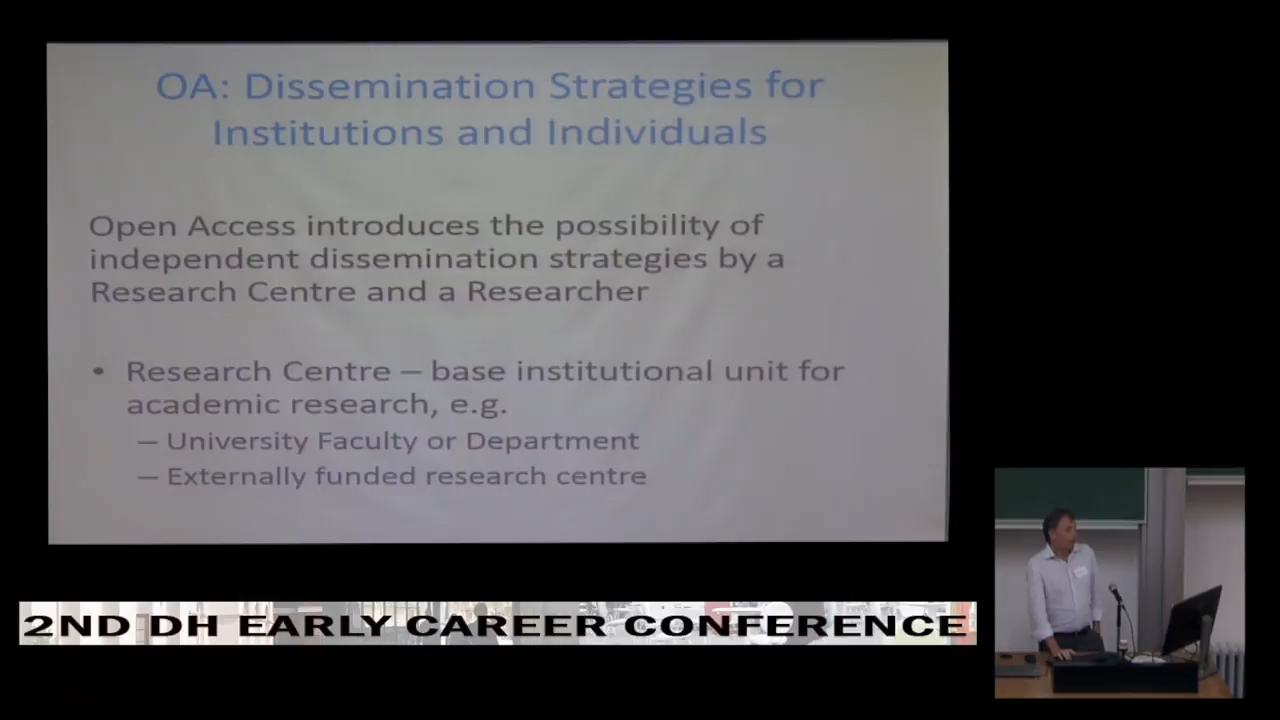 OA: Dissemination Strategies for
Institutions and Individuals
Open Access introduces the possibility of
independent dissemination strategies by a
Research Centre and a Researcher
• Research Centre – base institutional unit for
academic research, e.g.
– University Faculty or Department
– Externally funded research centre
2ND DH EARLY CAREER CONFERENCE